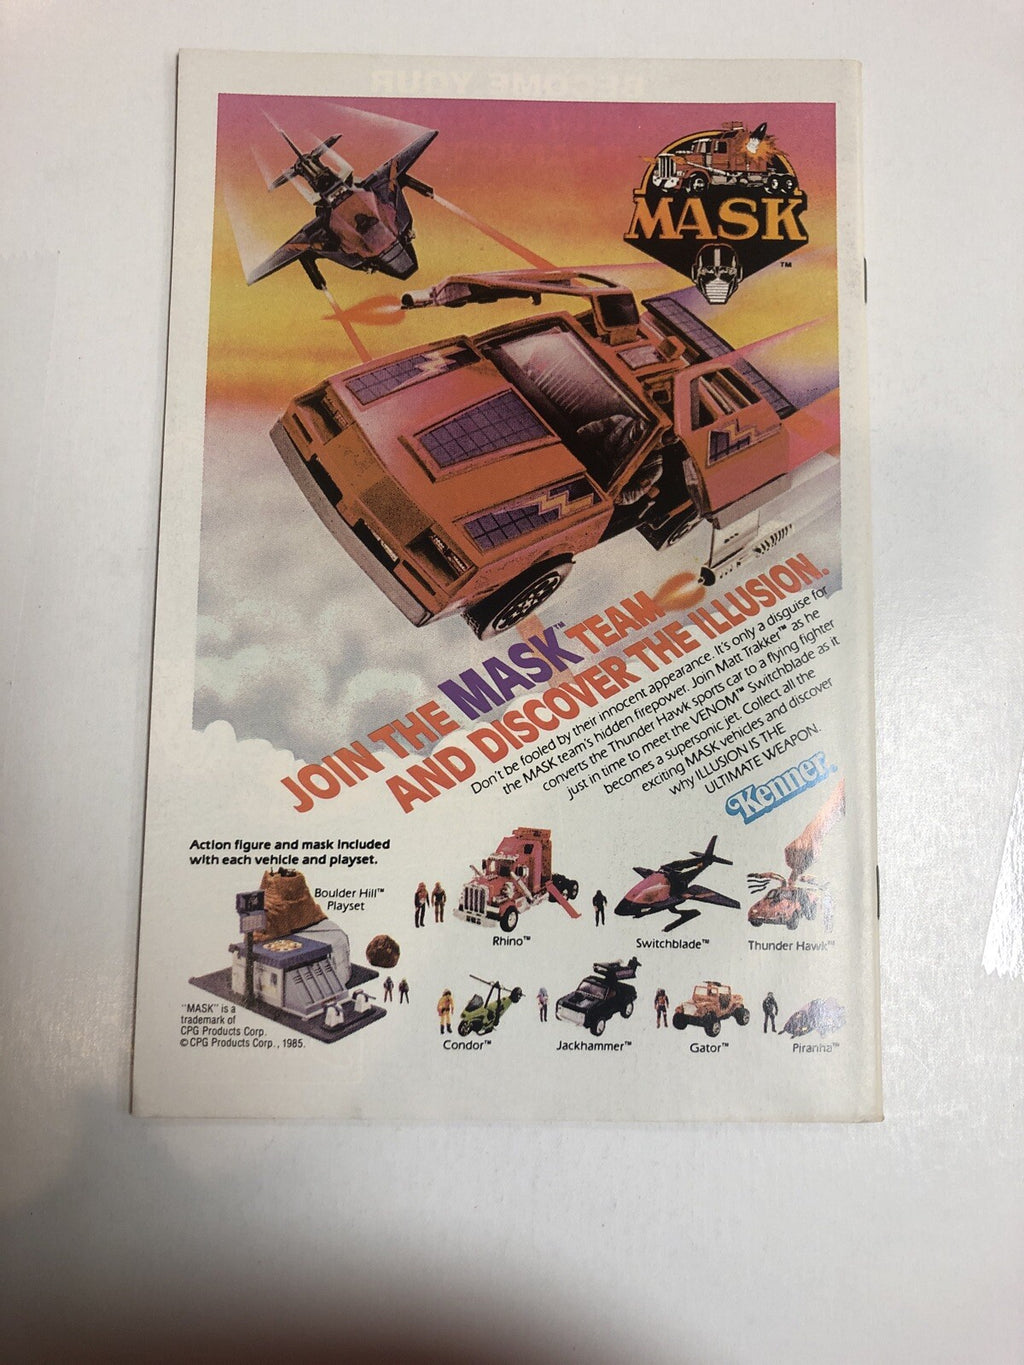 BECOME YOUR
MASK
™
JOIN THE MASK™ TEAM
AND DISCOVER THE ILLUSION.
Don't be fooled by their innocent appearance. It's only a disguise for
the MASK team's hidden firepower. Join Matt Trakker™ as he
converts the Thunder Hawk sports car to a flying fighter
just in time to meet the VENOM™ Switchblade as it
becomes a supersonic jet. Collect all the
exciting MASK vehicles and discover
why ILLUSION IS THE
ULTIMATE WEAPON.
Kenner
Action figure and mask included
with each vehicle and playset.
Boulder Hill™
Playset
Rhino™
Switchblade™
Thunder Hawk™
"MASK" is a
trademark of
CPG Products Corp.
© CPG Products Corp., 1985.
Condor™
Jackhammer™
Gator™
Piranha™